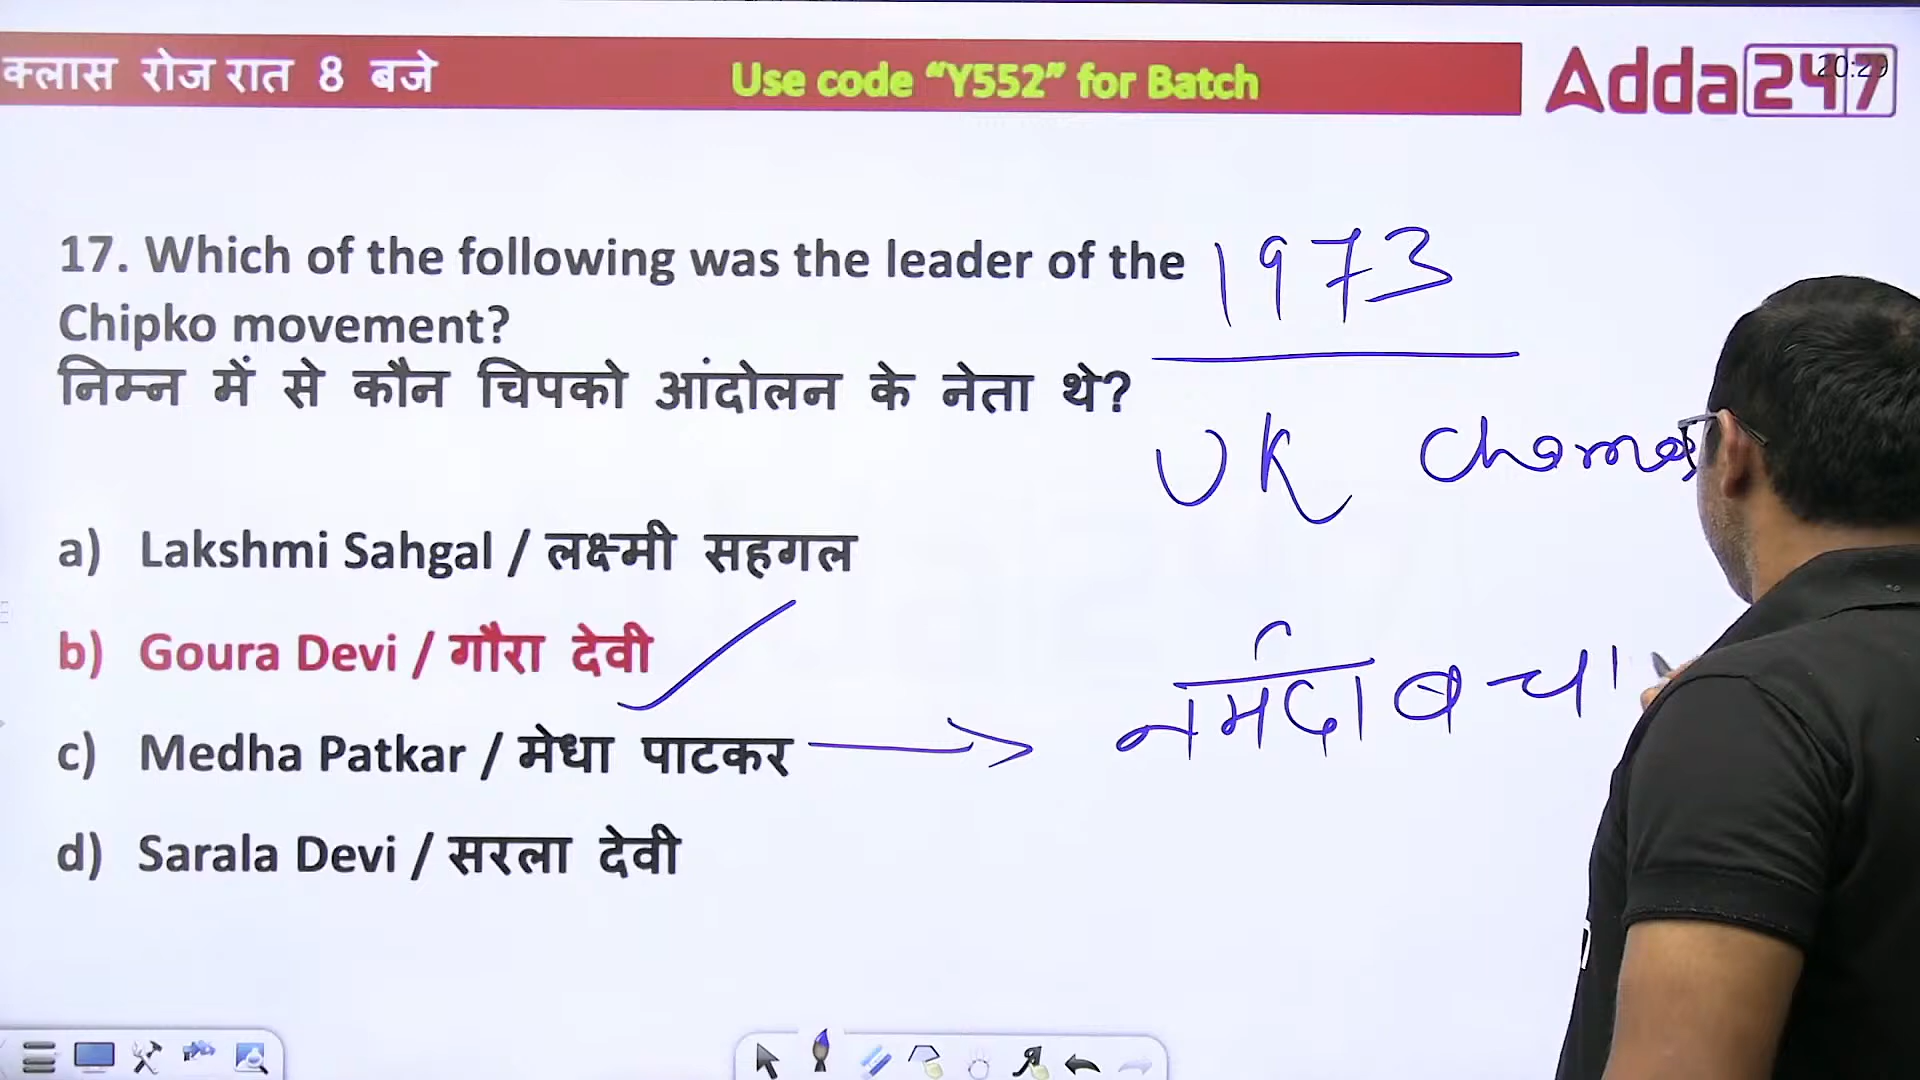 क्लास रोज रात 8 बजे
Use code “Y552” for Batch
Adda247
20:29
17. Which of the following was the leader of the
Chipko movement?
निम्न में से कौन चिपको आंदोलन के नेता थे?
1973
UK
a) Lakshmi Sahgal / लक्ष्मी सहगल
b) Goura Devi / गौरा देवी
c) Medha Patkar / मेधा पाटकर
नर्मदा बचा
d) Sarala Devi / सरला देवी